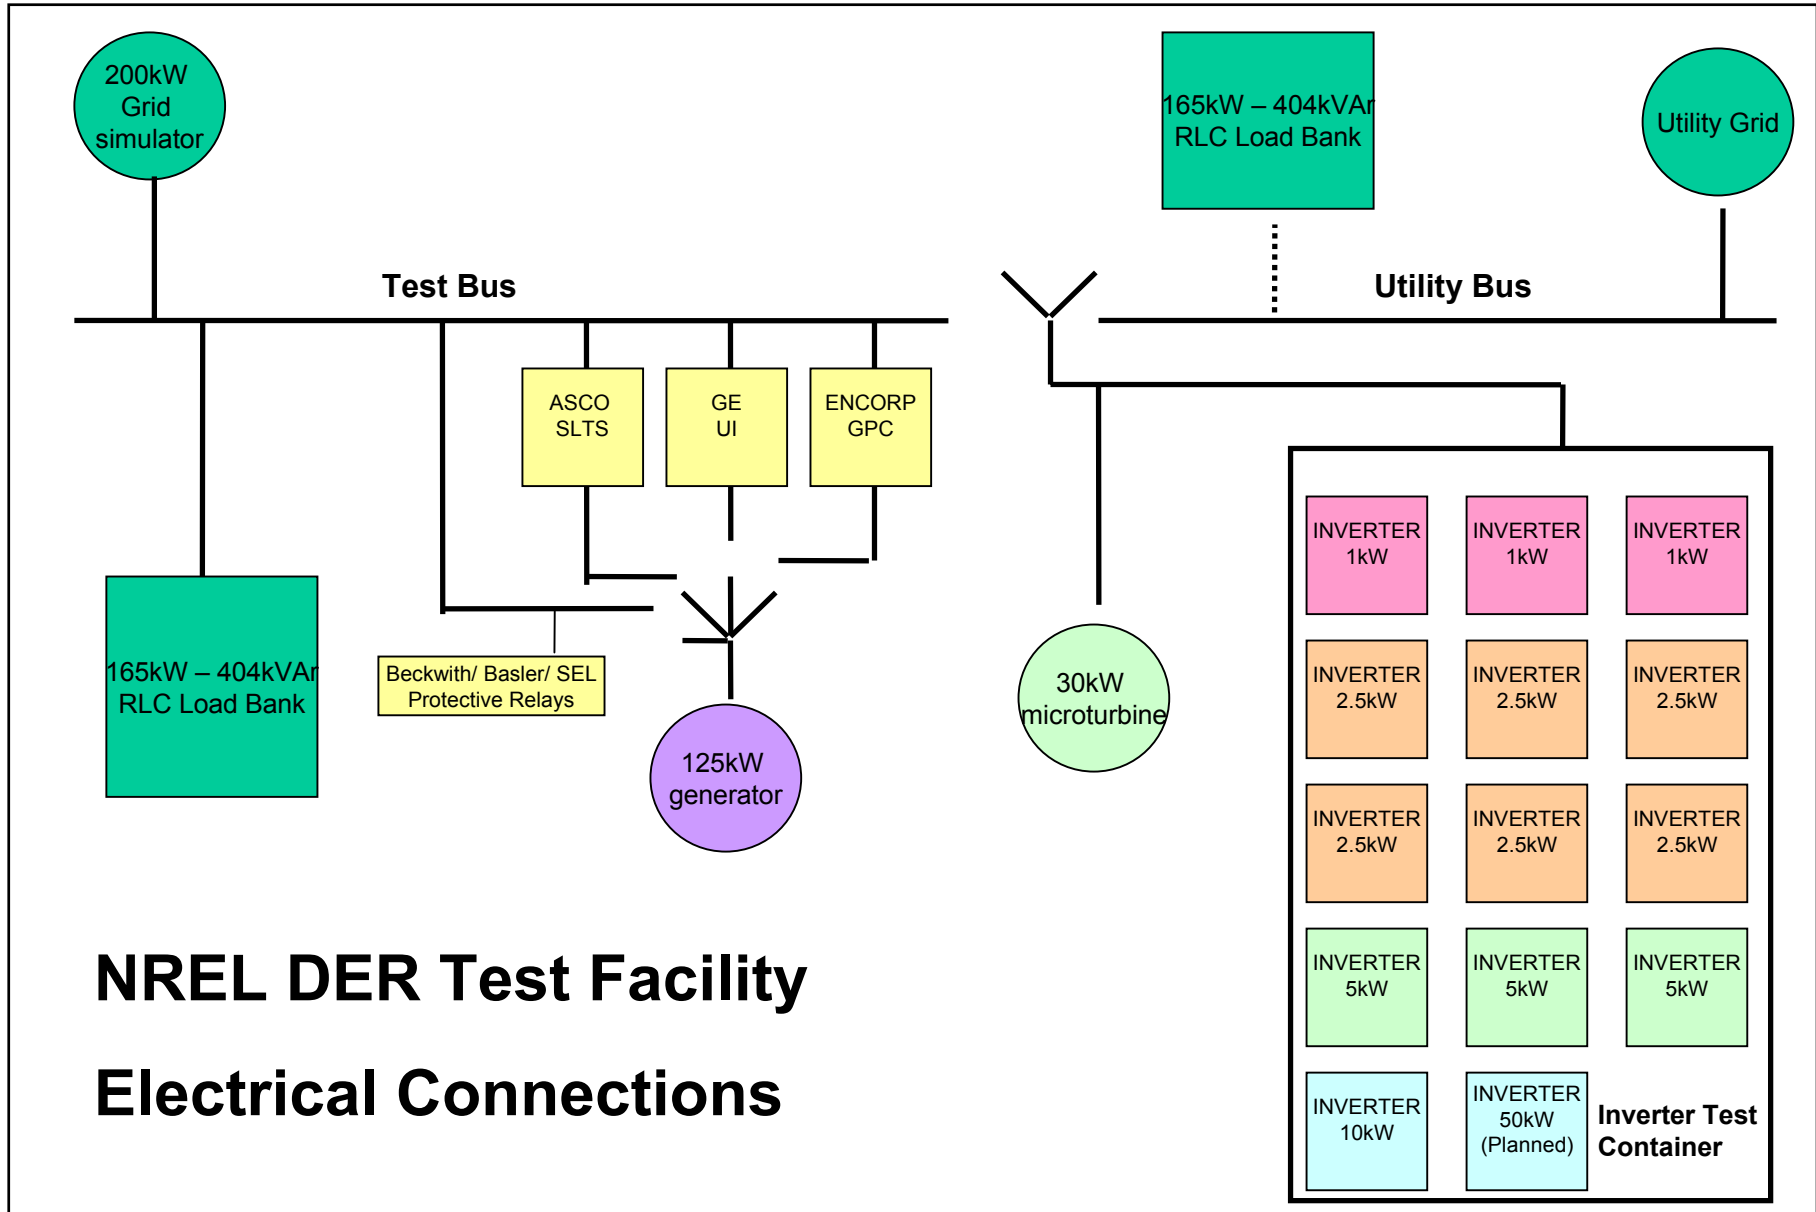 200kW
Grid
simulator
165kW – 404kVAr
RLC Load Bank
Utility Grid
Test Bus
Utility Bus
ASCO
SLTS
GE
UI
ENCORP
GPC
165kW – 404kVAr
RLC Load Bank
Beckwith/ Basler/ SEL
Protective Relays
125kW
generator
30kW
microturbine
INVERTER
1kW
INVERTER
1kW
INVERTER
1kW
INVERTER
2.5kW
INVERTER
2.5kW
INVERTER
2.5kW
INVERTER
2.5kW
INVERTER
2.5kW
INVERTER
2.5kW
INVERTER
5kW
INVERTER
5kW
INVERTER
5kW
INVERTER
10kW
INVERTER
50kW
(Planned)
Inverter Test
Container
NREL DER Test Facility
Electrical Connections